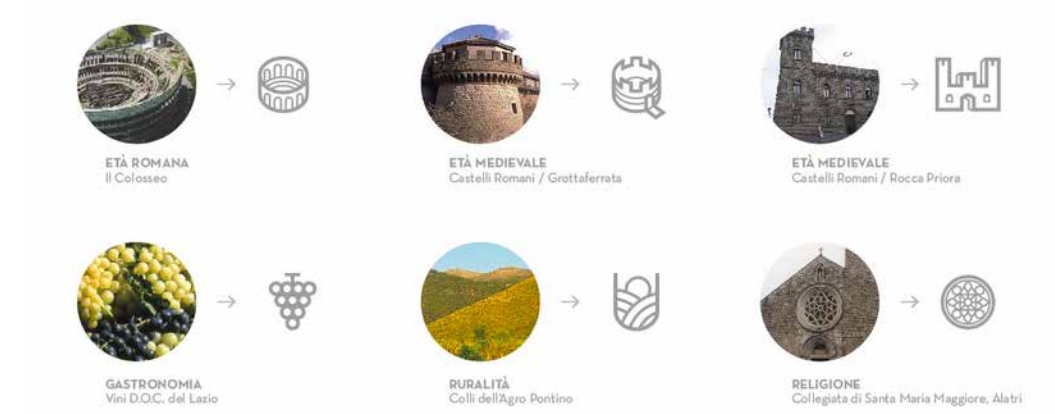 ETÀ ROMANA
Il Colosseo
ETÀ MEDIEVALE
Castelli Romani / Grottaferrata
ETÀ MEDIEVALE
Castelli Romani / Rocca Priora
GASTRONOMIA
Vini D.O.C. del Lazio
RURALITÀ
Colli dell'Agro Pontino
RELIGIONE
Collegiata di Santa Maria Maggiore, Alatri